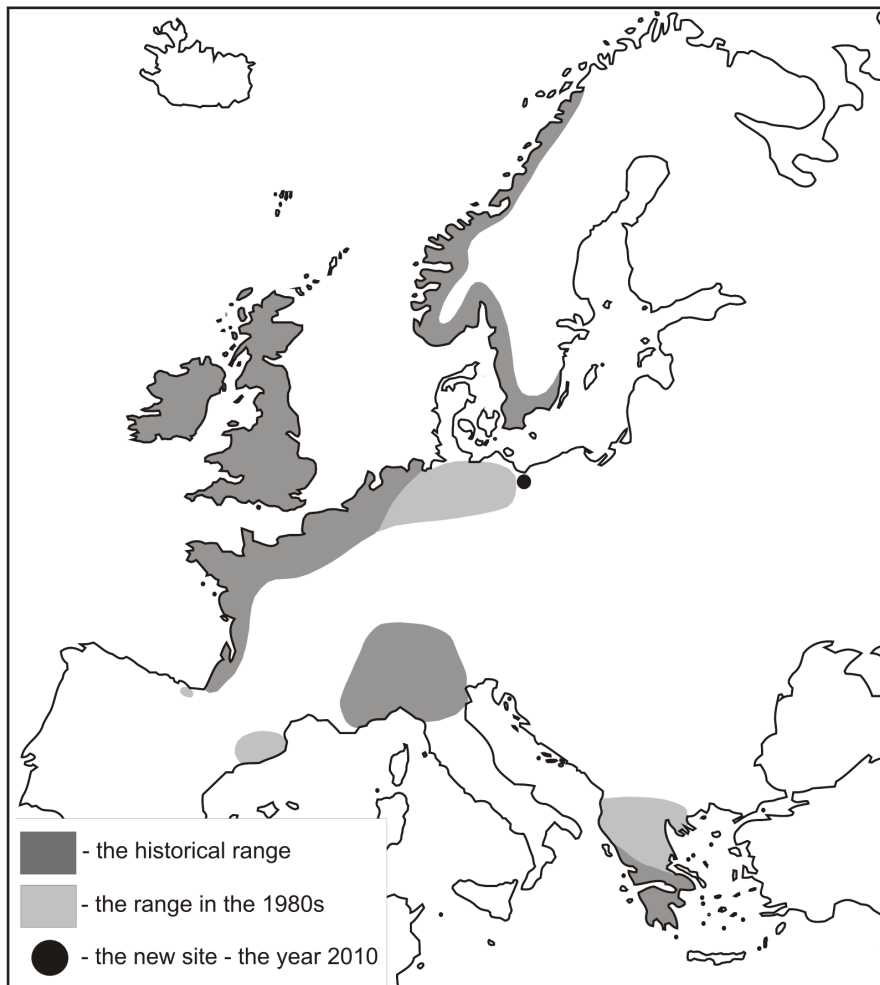 - the historical range
- the range in the 1980s
- the new site - the year 2010